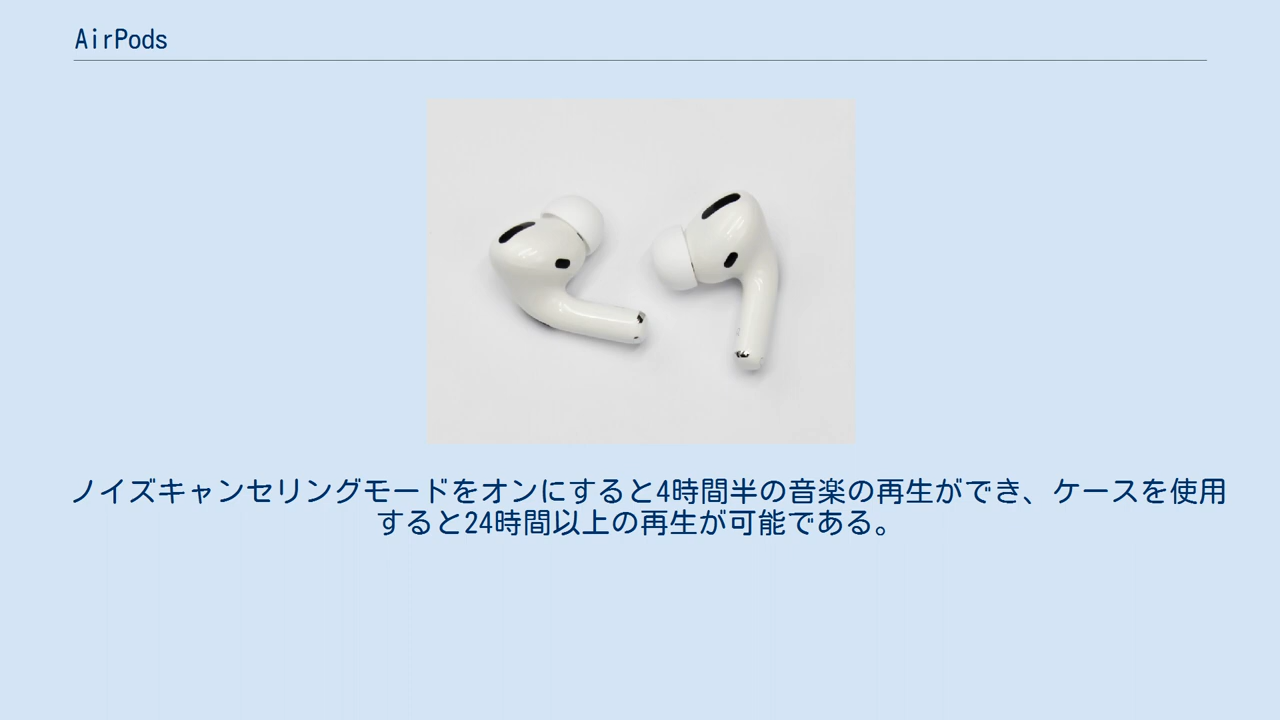 AirPods
ノイズキャンセリングモードをオンにすると4時間半の音楽の再生ができ、ケースを使用
すると24時間以上の再生が可能である。